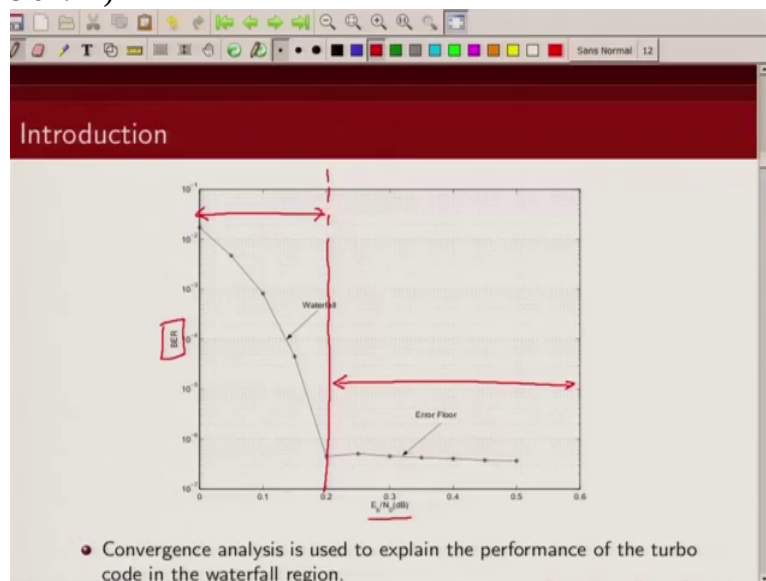 Sans Normal 12
Introduction
10^-1
10^-2
10^-3
Waterfall
BER
10^-4
10^-5
Error Floor
10^-6
10^-7
0 0.1 0.2 0.3 0.4 0.5 0.6
E_b/N_0(dB)
Convergence analysis is used to explain the performance of the turbo
code in the waterfall region.